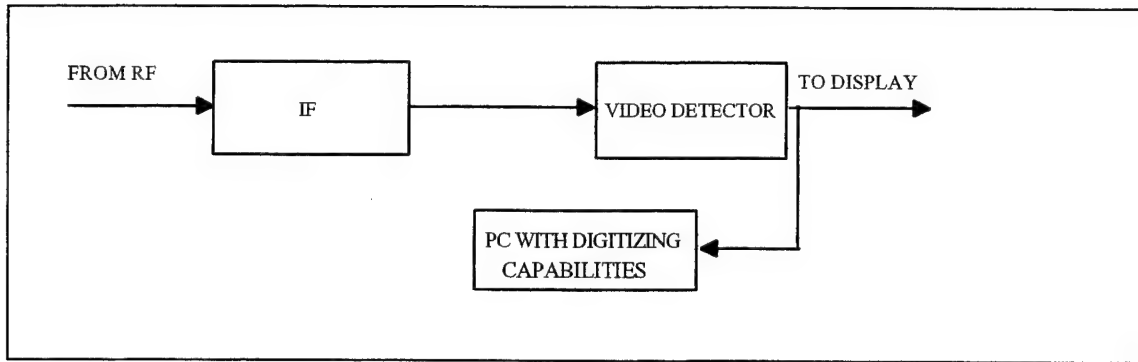 FROM RF
IF
VIDEO DETECTOR
TO DISPLAY
PC WITH DIGITIZING
CAPABILITIES